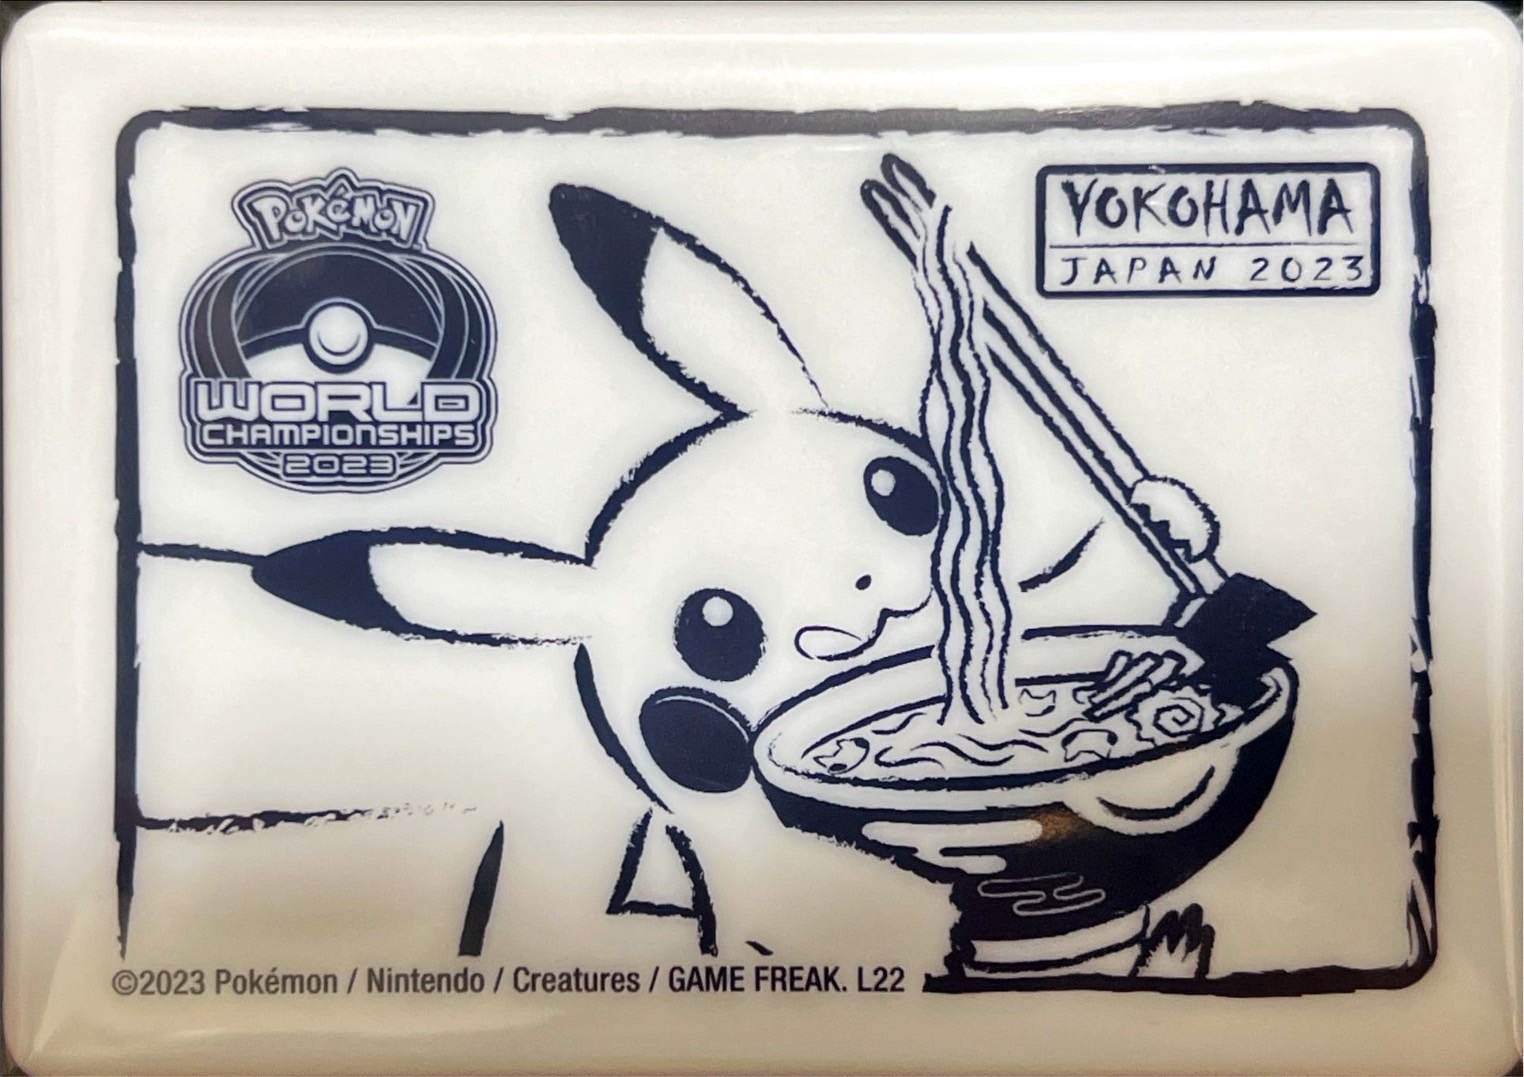 POKéMON
WORLD
CHAMPIONSHIPS
2023
YOKOHAMA
JAPAN 2023
©2023 Pokémon / Nintendo / Creatures / GAME FREAK. L22